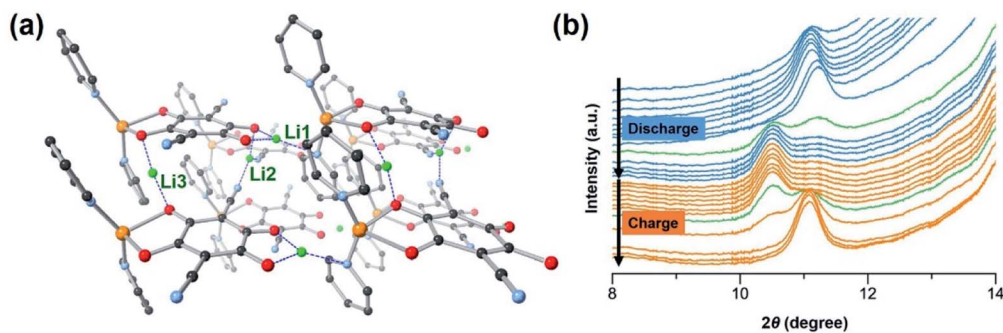 (a)
Li1
Li2
Li3
(b)
Intensity (a.u.)
Discharge
Charge
8
10
12
14
2θ (degree)